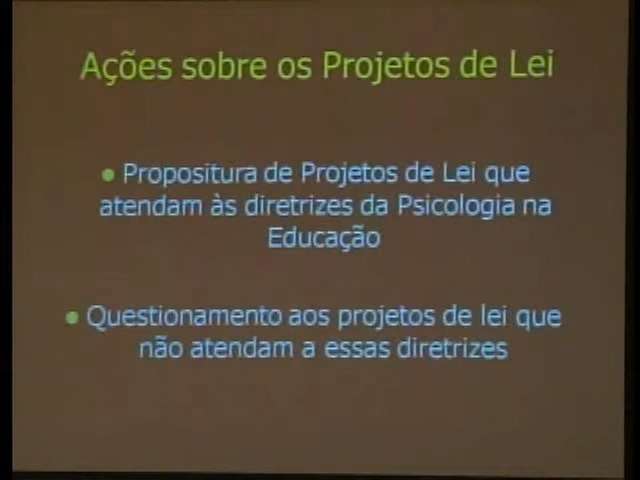 Ações sobre os Projetos de Lei
● Propositura de Projetos de Lei que
atendam às diretrizes da Psicologia na
Educação
● Questionamento aos projetos de lei que
não atendam a essas diretrizes